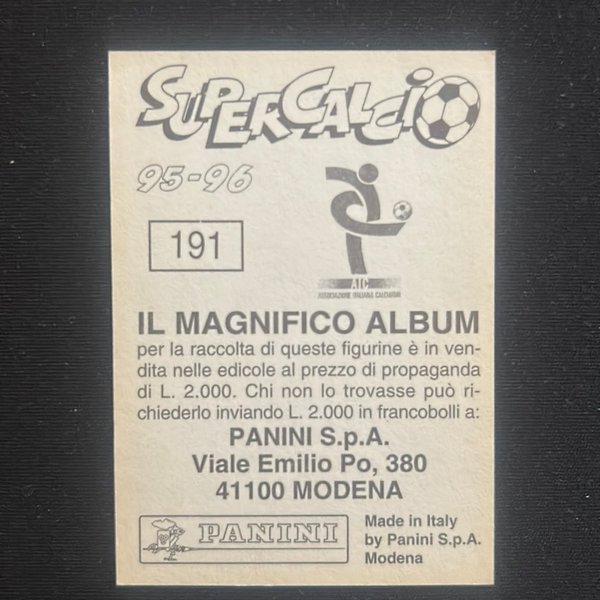 SUPERCALCIO
95-96
191
AIC
ASSOCIAZIONE ITALIANA CALCIATORI
IL MAGNIFICO ALBUM
per la raccolta di queste figurine è in ven-
dita nelle edicole al prezzo di propaganda
di L. 2.000. Chi non lo trovasse può ri-
chiederlo inviando L. 2.000 in francobolli a:
PANINI S.p.A.
Viale Emilio Po, 380
41100 MODENA
PANINI
Made in Italy
by Panini S.p.A.
Modena